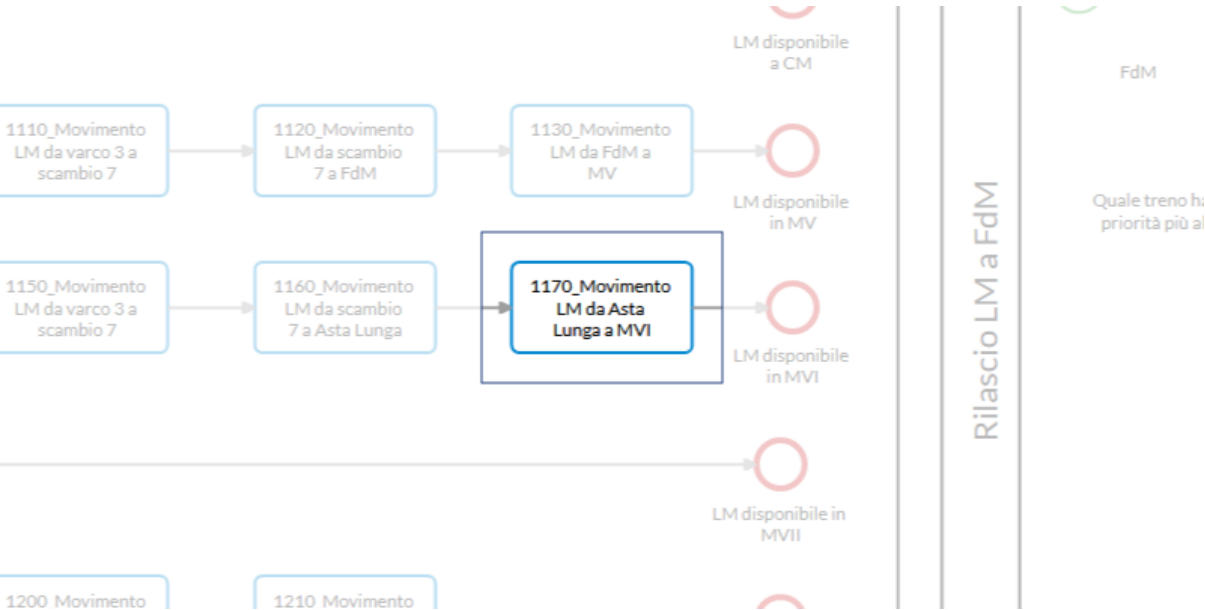 LM disponibile
a CM
FdM
1110_Movimento
LM da varco 3 a
scambio 7
1120_Movimento
LM da scambio
7 a FdM
1130_Movimento
LM da FdM a
MV
LM disponibile
in MV
1150_Movimento
LM da varco 3 a
scambio 7
1160_Movimento
LM da scambio
7 a Asta Lunga
1170_Movimento
LM da Asta
Lunga a MVI
LM disponibile
in MVI
LM disponibile in
MVII
1200_Movimento
1210_Movimento
Rilascio LM a FdM
Quale treno ha
priorità più al